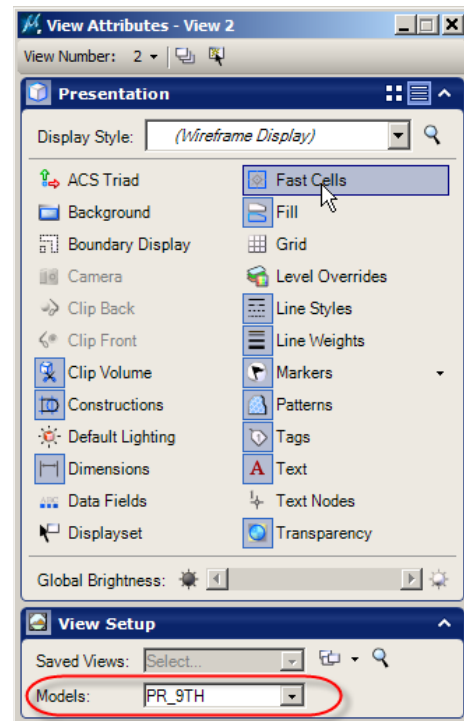 View Attributes - View 2
View Number: 2
Presentation
Display Style: (Wireframe Display)
ACS Triad
Fast Cells
Background
Fill
Boundary Display
Grid
Camera
Level Overrides
Clip Back
Line Styles
Clip Front
Line Weights
Clip Volume
Markers
Constructions
Patterns
Default Lighting
Tags
Dimensions
A Text
ABC Data Fields
Text Nodes
Displayset
Transparency
Global Brightness:
View Setup
Saved Views: Select...
Models: PR_9TH